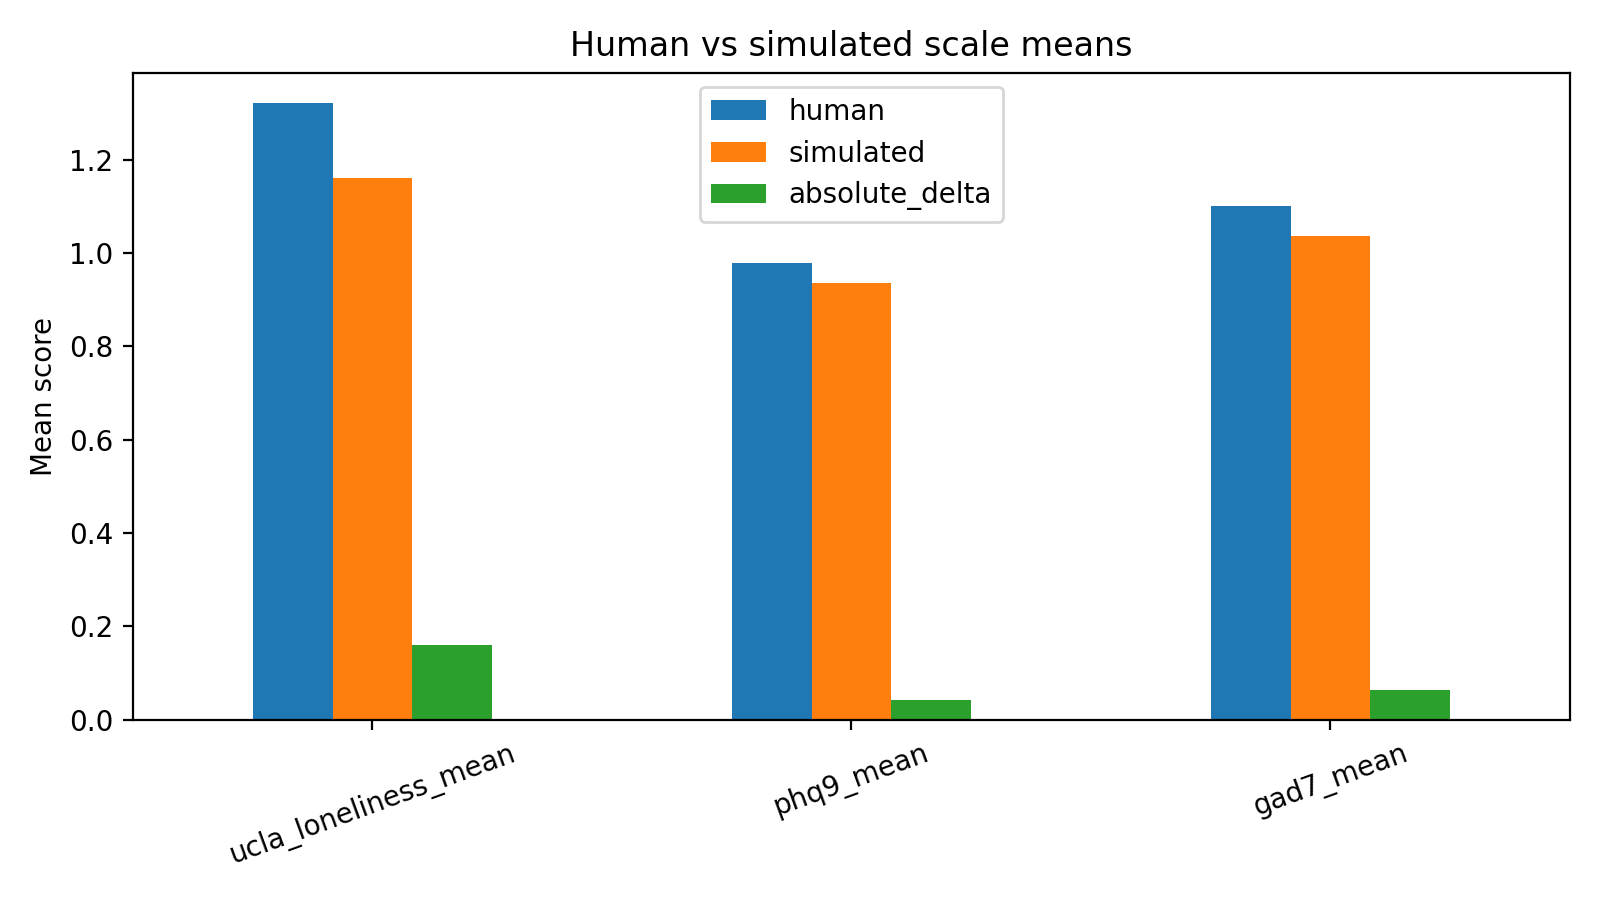 Human vs simulated scale means
human
simulated
absolute_delta
Mean score
1.2
1.0
0.8
0.6
0.4
0.2
0.0
ucla_loneliness_mean
phq9_mean
gad7_mean